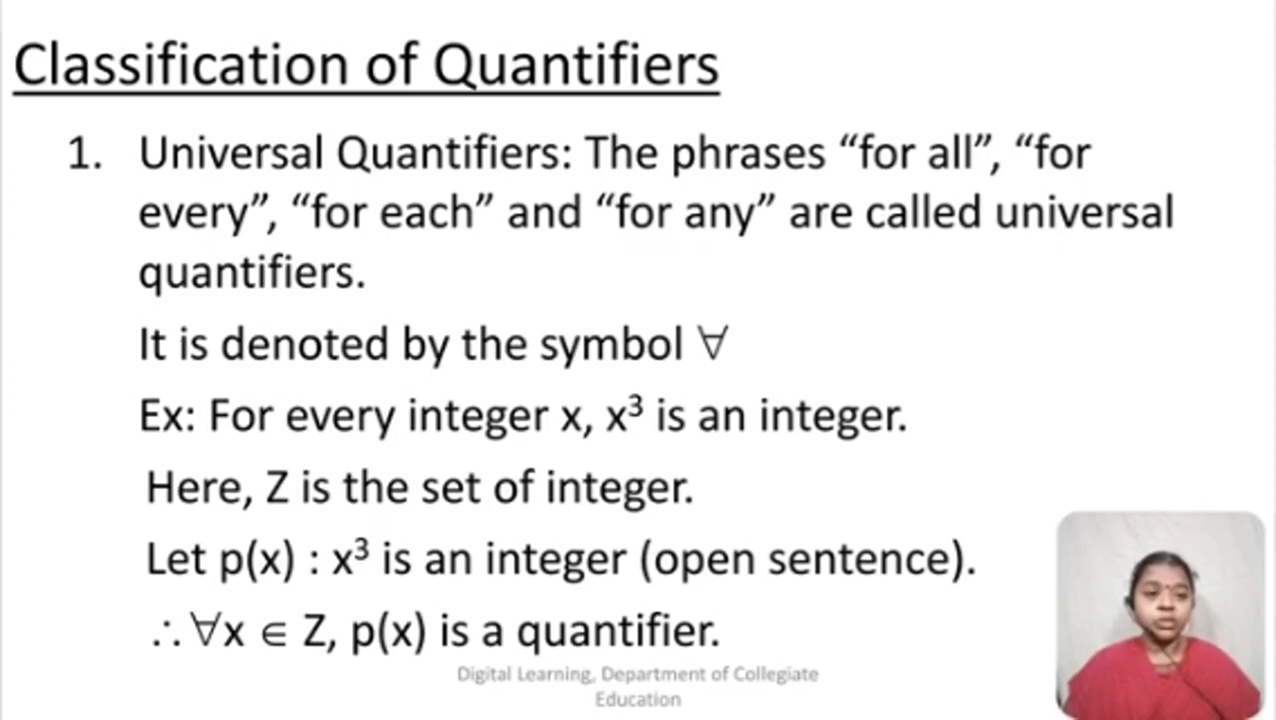 Classification of Quantifiers
1. Universal Quantifiers: The phrases “for all”, “for
every”, “for each” and “for any” are called universal
quantifiers.
It is denoted by the symbol ∀
Ex: For every integer x, x³ is an integer.
Here, Z is the set of integer.
Let p(x) : x³ is an integer (open sentence).
∴ ∀x ∈ Z, p(x) is a quantifier.
Digital Learning, Department of Collegiate
Education